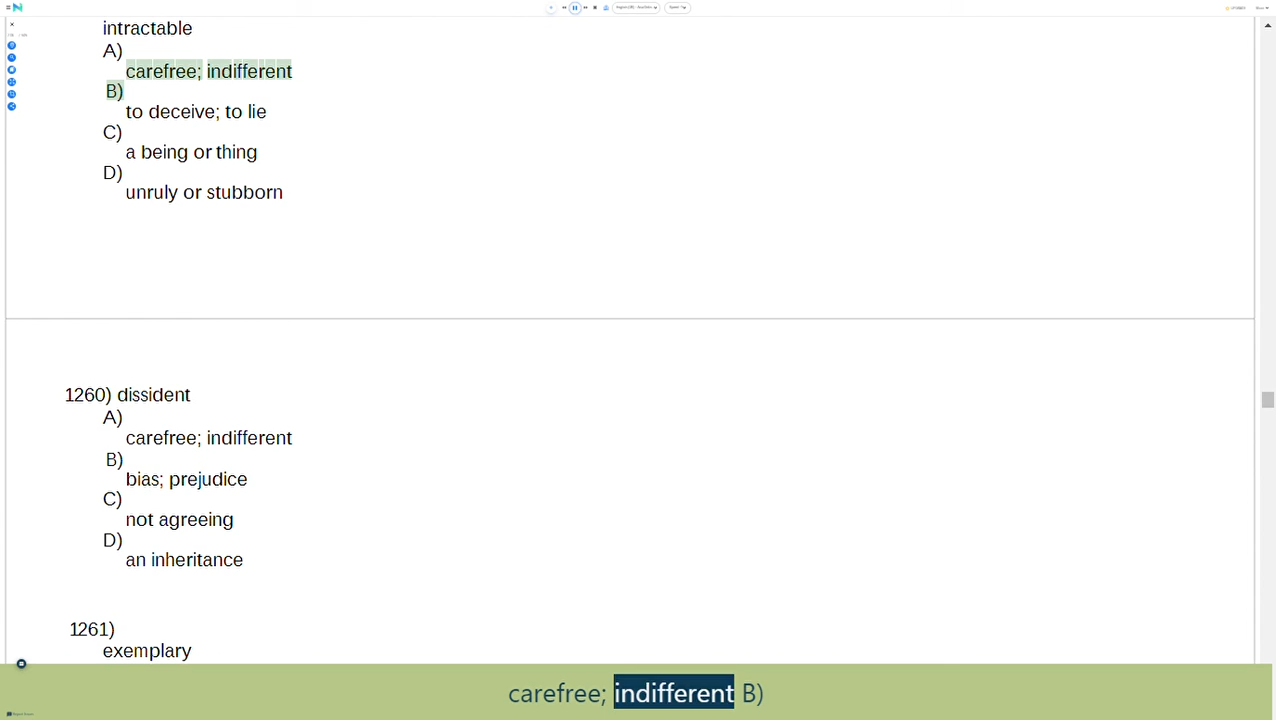 intractable
A)
carefree; indifferent
B)
to deceive; to lie
C)
a being or thing
D)
unruly or stubborn
1260) dissident
A)
carefree; indifferent
B)
bias; prejudice
C)
not agreeing
D)
an inheritance
1261)
exemplary
carefree; indifferent B)